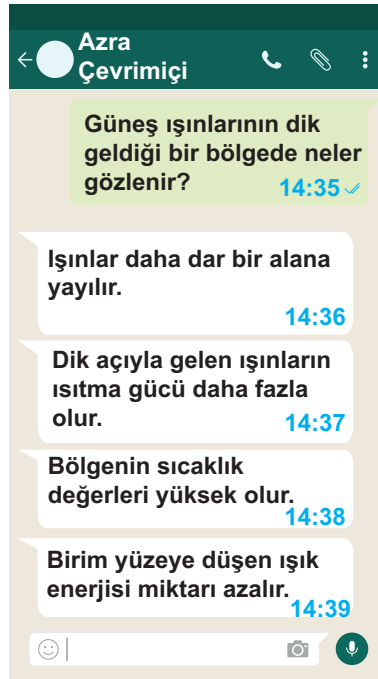 Azra
Çevrimiçi
Güneş ışınlarının dik
geldiği bir bölgede neler
gözlenir?
14:35
Işınlar daha dar bir alana
yayılır.
14:36
Dik açıyla gelen ışınların
ısıtma gücü daha fazla
olur.
14:37
Bölgenin sıcaklık
değerleri yüksek olur.
14:38
Birim yüzeye düşen ışık
enerjisi miktarı azalır.
14:39